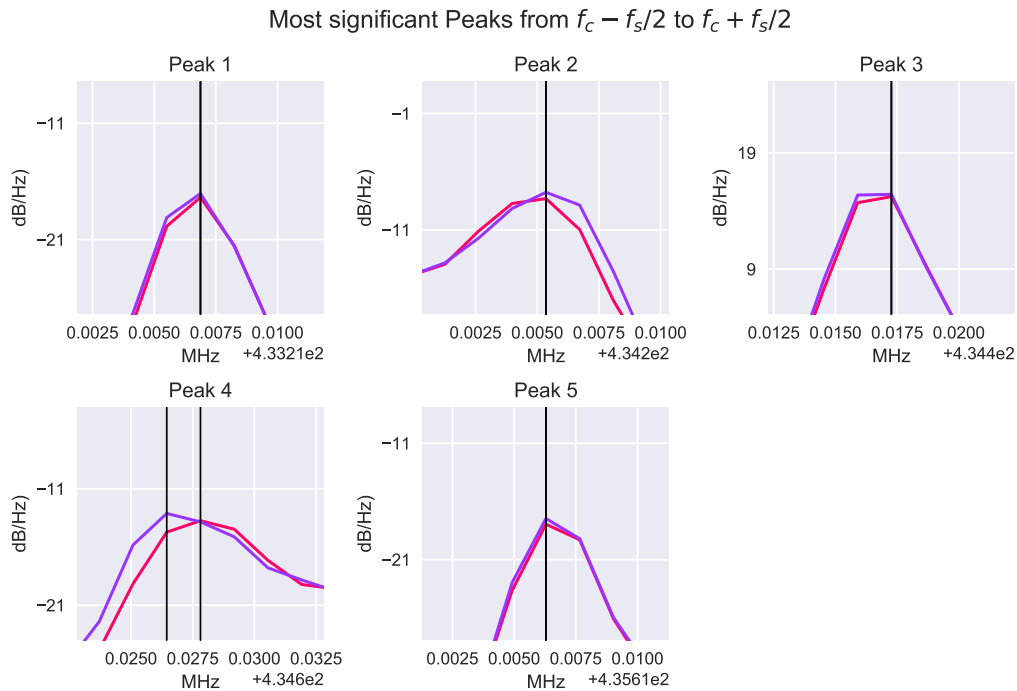 Most significant Peaks from f_c − f_s/2 to f_c + f_s/2
Peak 1
Peak 2
Peak 3
dB/Hz)
−11
−21
0.0025 0.0050 0.0075 0.0100
MHz
+4.3321e2
dB/Hz)
−1
−11
0.0025 0.0050 0.0075 0.0100
MHz
+4.342e2
dB/Hz)
19
9
0.0125 0.0150 0.0175 0.0200
MHz
+4.344e2
Peak 4
Peak 5
dB/Hz)
−11
−21
0.0250 0.0275 0.0300 0.0325
MHz
+4.346e2
dB/Hz)
−11
−21
0.0025 0.0050 0.0075 0.0100
MHz
+4.3561e2